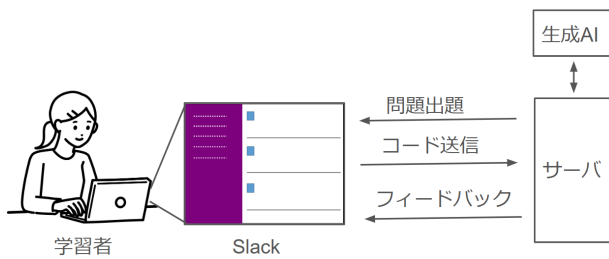 生成AI
問題出題
コード送信
サーバ
フィードバック
学習者
Slack